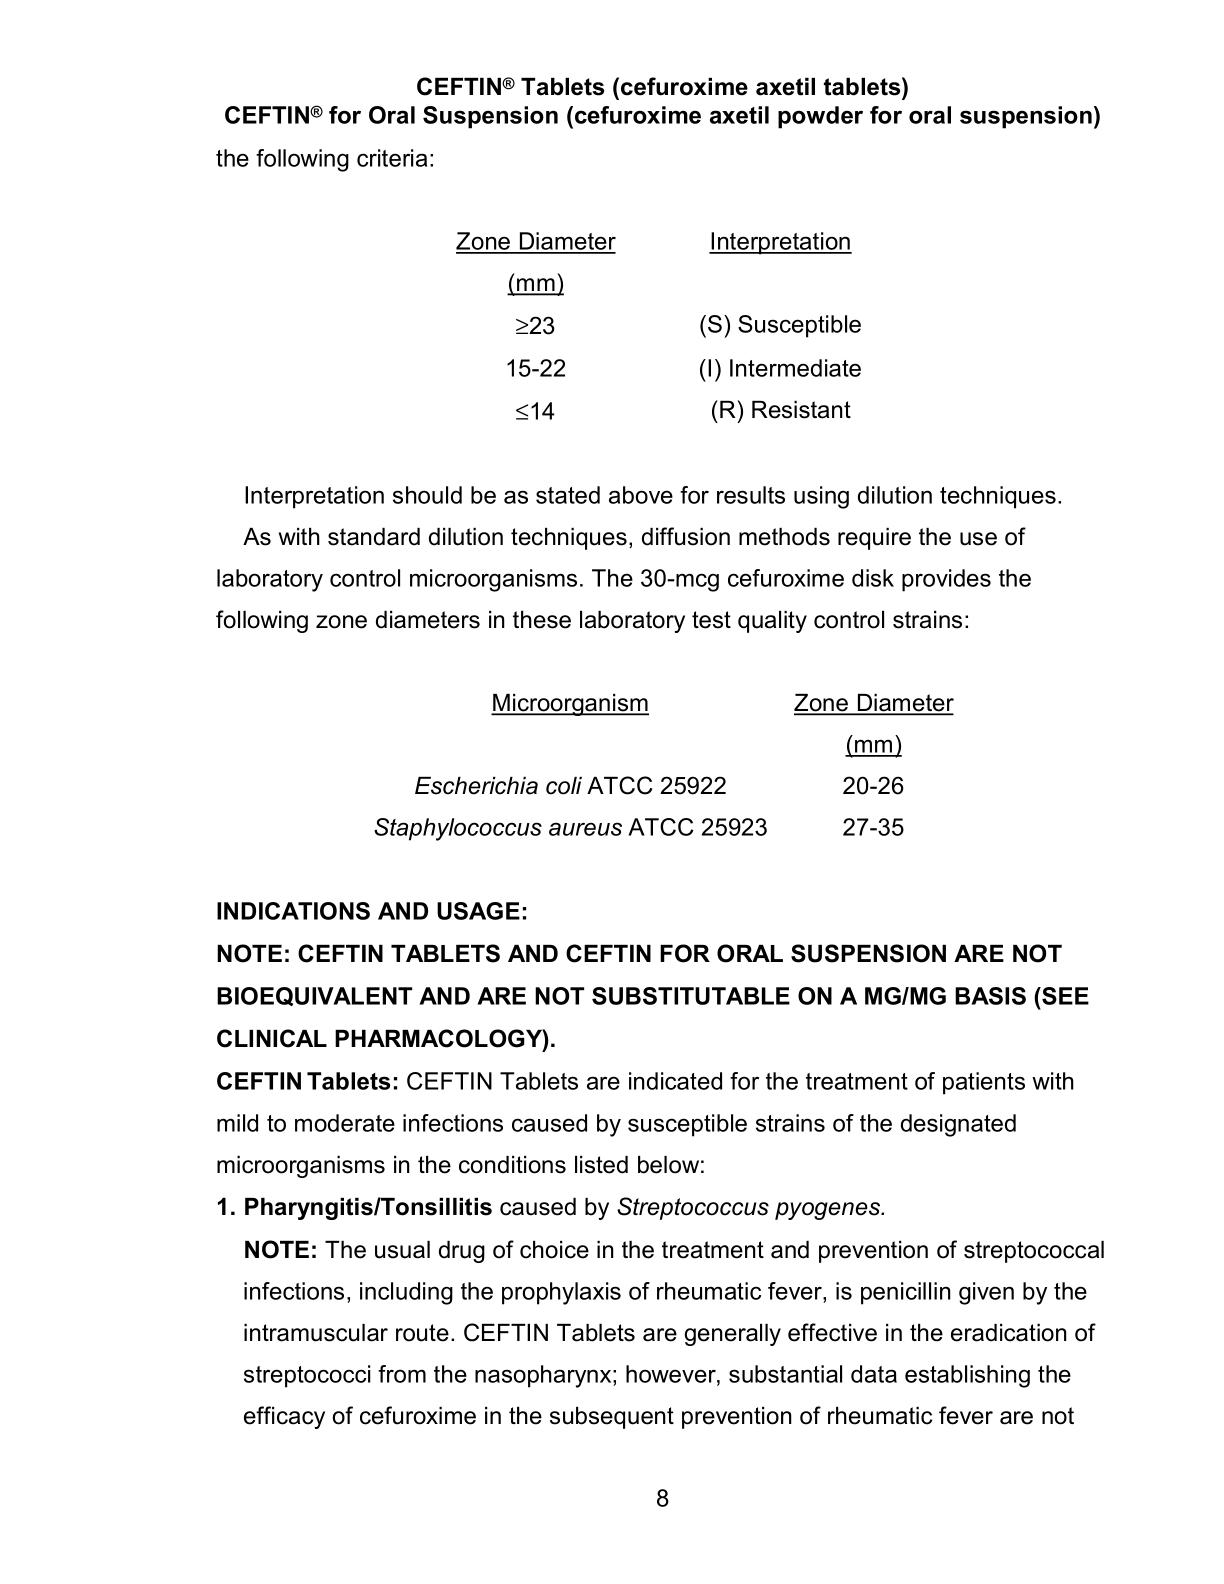 CEFTIN® Tablets (cefuroxime axetil tablets)
CEFTIN® for Oral Suspension (cefuroxime axetil powder for oral suspension)
the following criteria:
Zone Diameter Interpretation
(mm)
≥23 (S) Susceptible
15-22 (I) Intermediate
≤14 (R) Resistant
Interpretation should be as stated above for results using dilution techniques.
As with standard dilution techniques, diffusion methods require the use of
laboratory control microorganisms. The 30-mcg cefuroxime disk provides the
following zone diameters in these laboratory test quality control strains:
Microorganism Zone Diameter
(mm)
Escherichia coli ATCC 25922 20-26
Staphylococcus aureus ATCC 25923 27-35
INDICATIONS AND USAGE:
NOTE: CEFTIN TABLETS AND CEFTIN FOR ORAL SUSPENSION ARE NOT
BIOEQUIVALENT AND ARE NOT SUBSTITUTABLE ON A MG/MG BASIS (SEE
CLINICAL PHARMACOLOGY).
CEFTIN Tablets: CEFTIN Tablets are indicated for the treatment of patients with
mild to moderate infections caused by susceptible strains of the designated
microorganisms in the conditions listed below:
1. Pharyngitis/Tonsillitis caused by Streptococcus pyogenes.
NOTE: The usual drug of choice in the treatment and prevention of streptococcal
infections, including the prophylaxis of rheumatic fever, is penicillin given by the
intramuscular route. CEFTIN Tablets are generally effective in the eradication of
streptococci from the nasopharynx; however, substantial data establishing the
efficacy of cefuroxime in the subsequent prevention of rheumatic fever are not
8